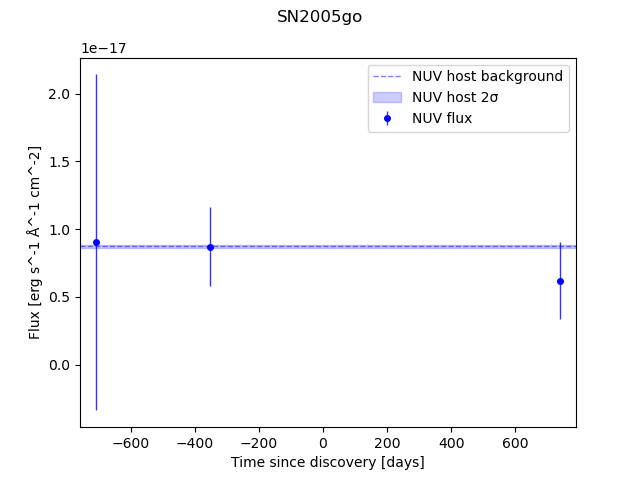 SN2005go
1e−17
NUV host background
NUV host 2σ
NUV flux
2.0
1.5
1.0
0.5
0.0
Flux [erg s^-1 Å^-1 cm^-2]
−600
−400
−200
0
200
400
600
Time since discovery [days]